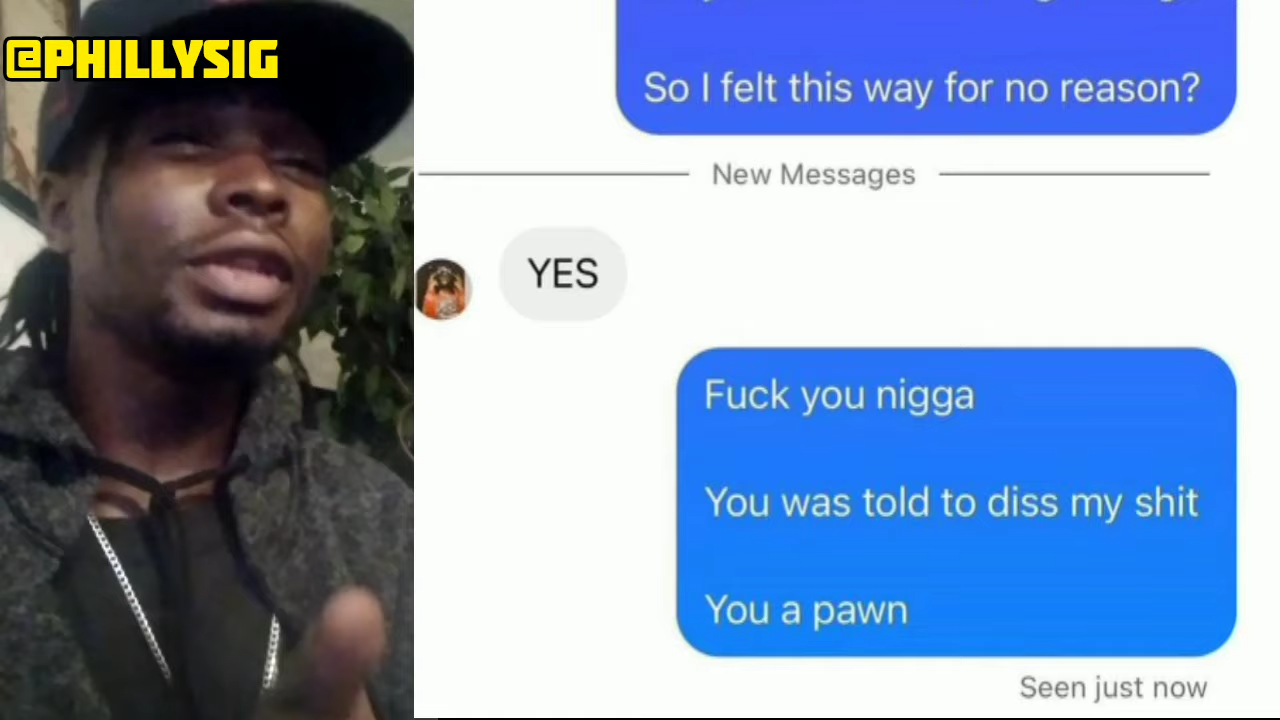 @PHILLYSIG
So I felt this way for no reason?
New Messages
YES
Fuck you nigga
You was told to diss my shit
You a pawn
Seen just now